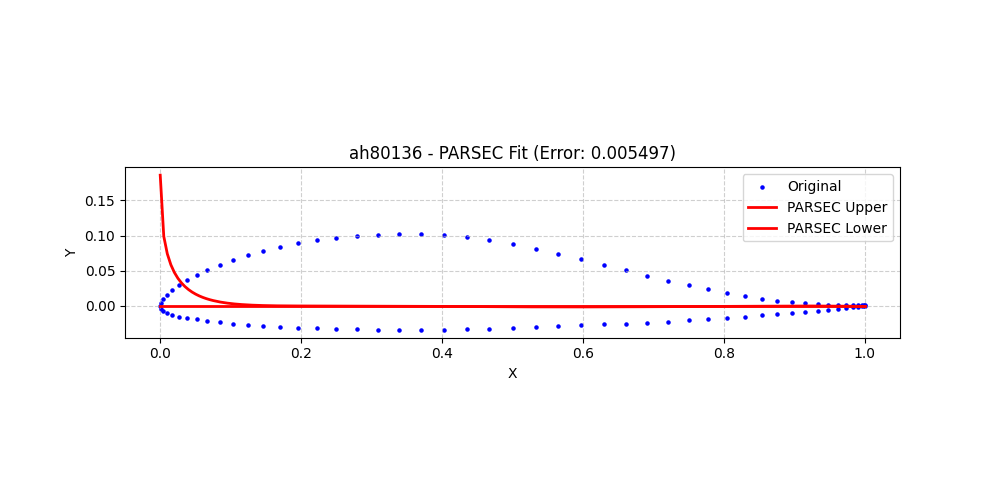 ah80136 - PARSEC Fit (Error: 0.005497)
Original
PARSEC Upper
PARSEC Lower
0.15
0.10
0.05
0.00
Y
0.0 0.2 0.4 0.6 0.8 1.0
X